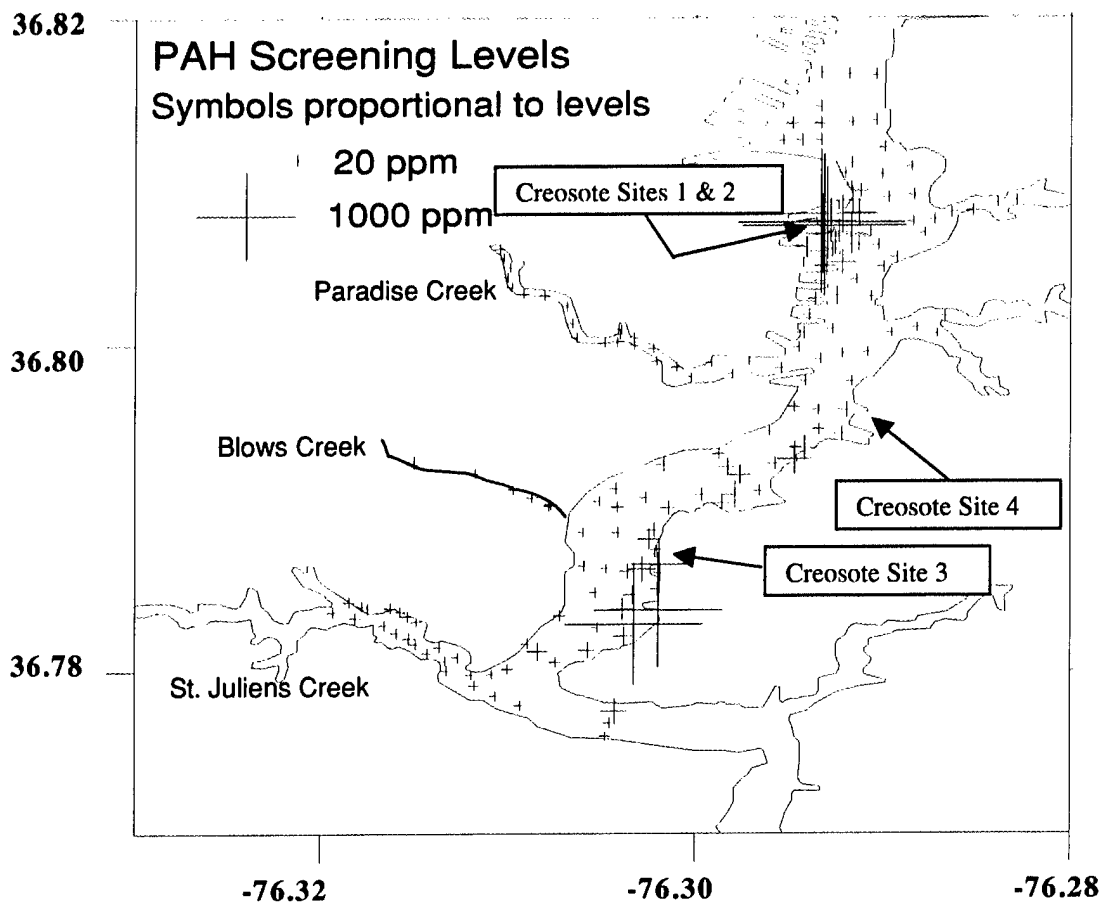 36.82
PAH Screening Levels
Symbols proportional to levels
20 ppm
1000 ppm
Creosote Sites 1 & 2
Paradise Creek
36.80
Blows Creek
Creosote Site 4
Creosote Site 3
36.78
St. Juliens Creek
-76.32
-76.30
-76.28